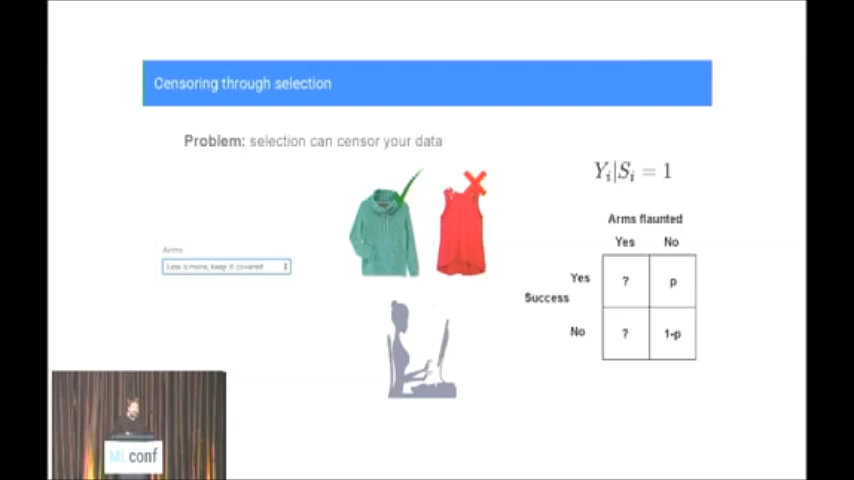 Censoring through selection
Problem: selection can censor your data
Yᵢ|Sᵢ = 1
Arms flaunted
Yes No
Arms
Less is more, keep it covered
Yes ? p
Success
No ? 1-p
MLconf